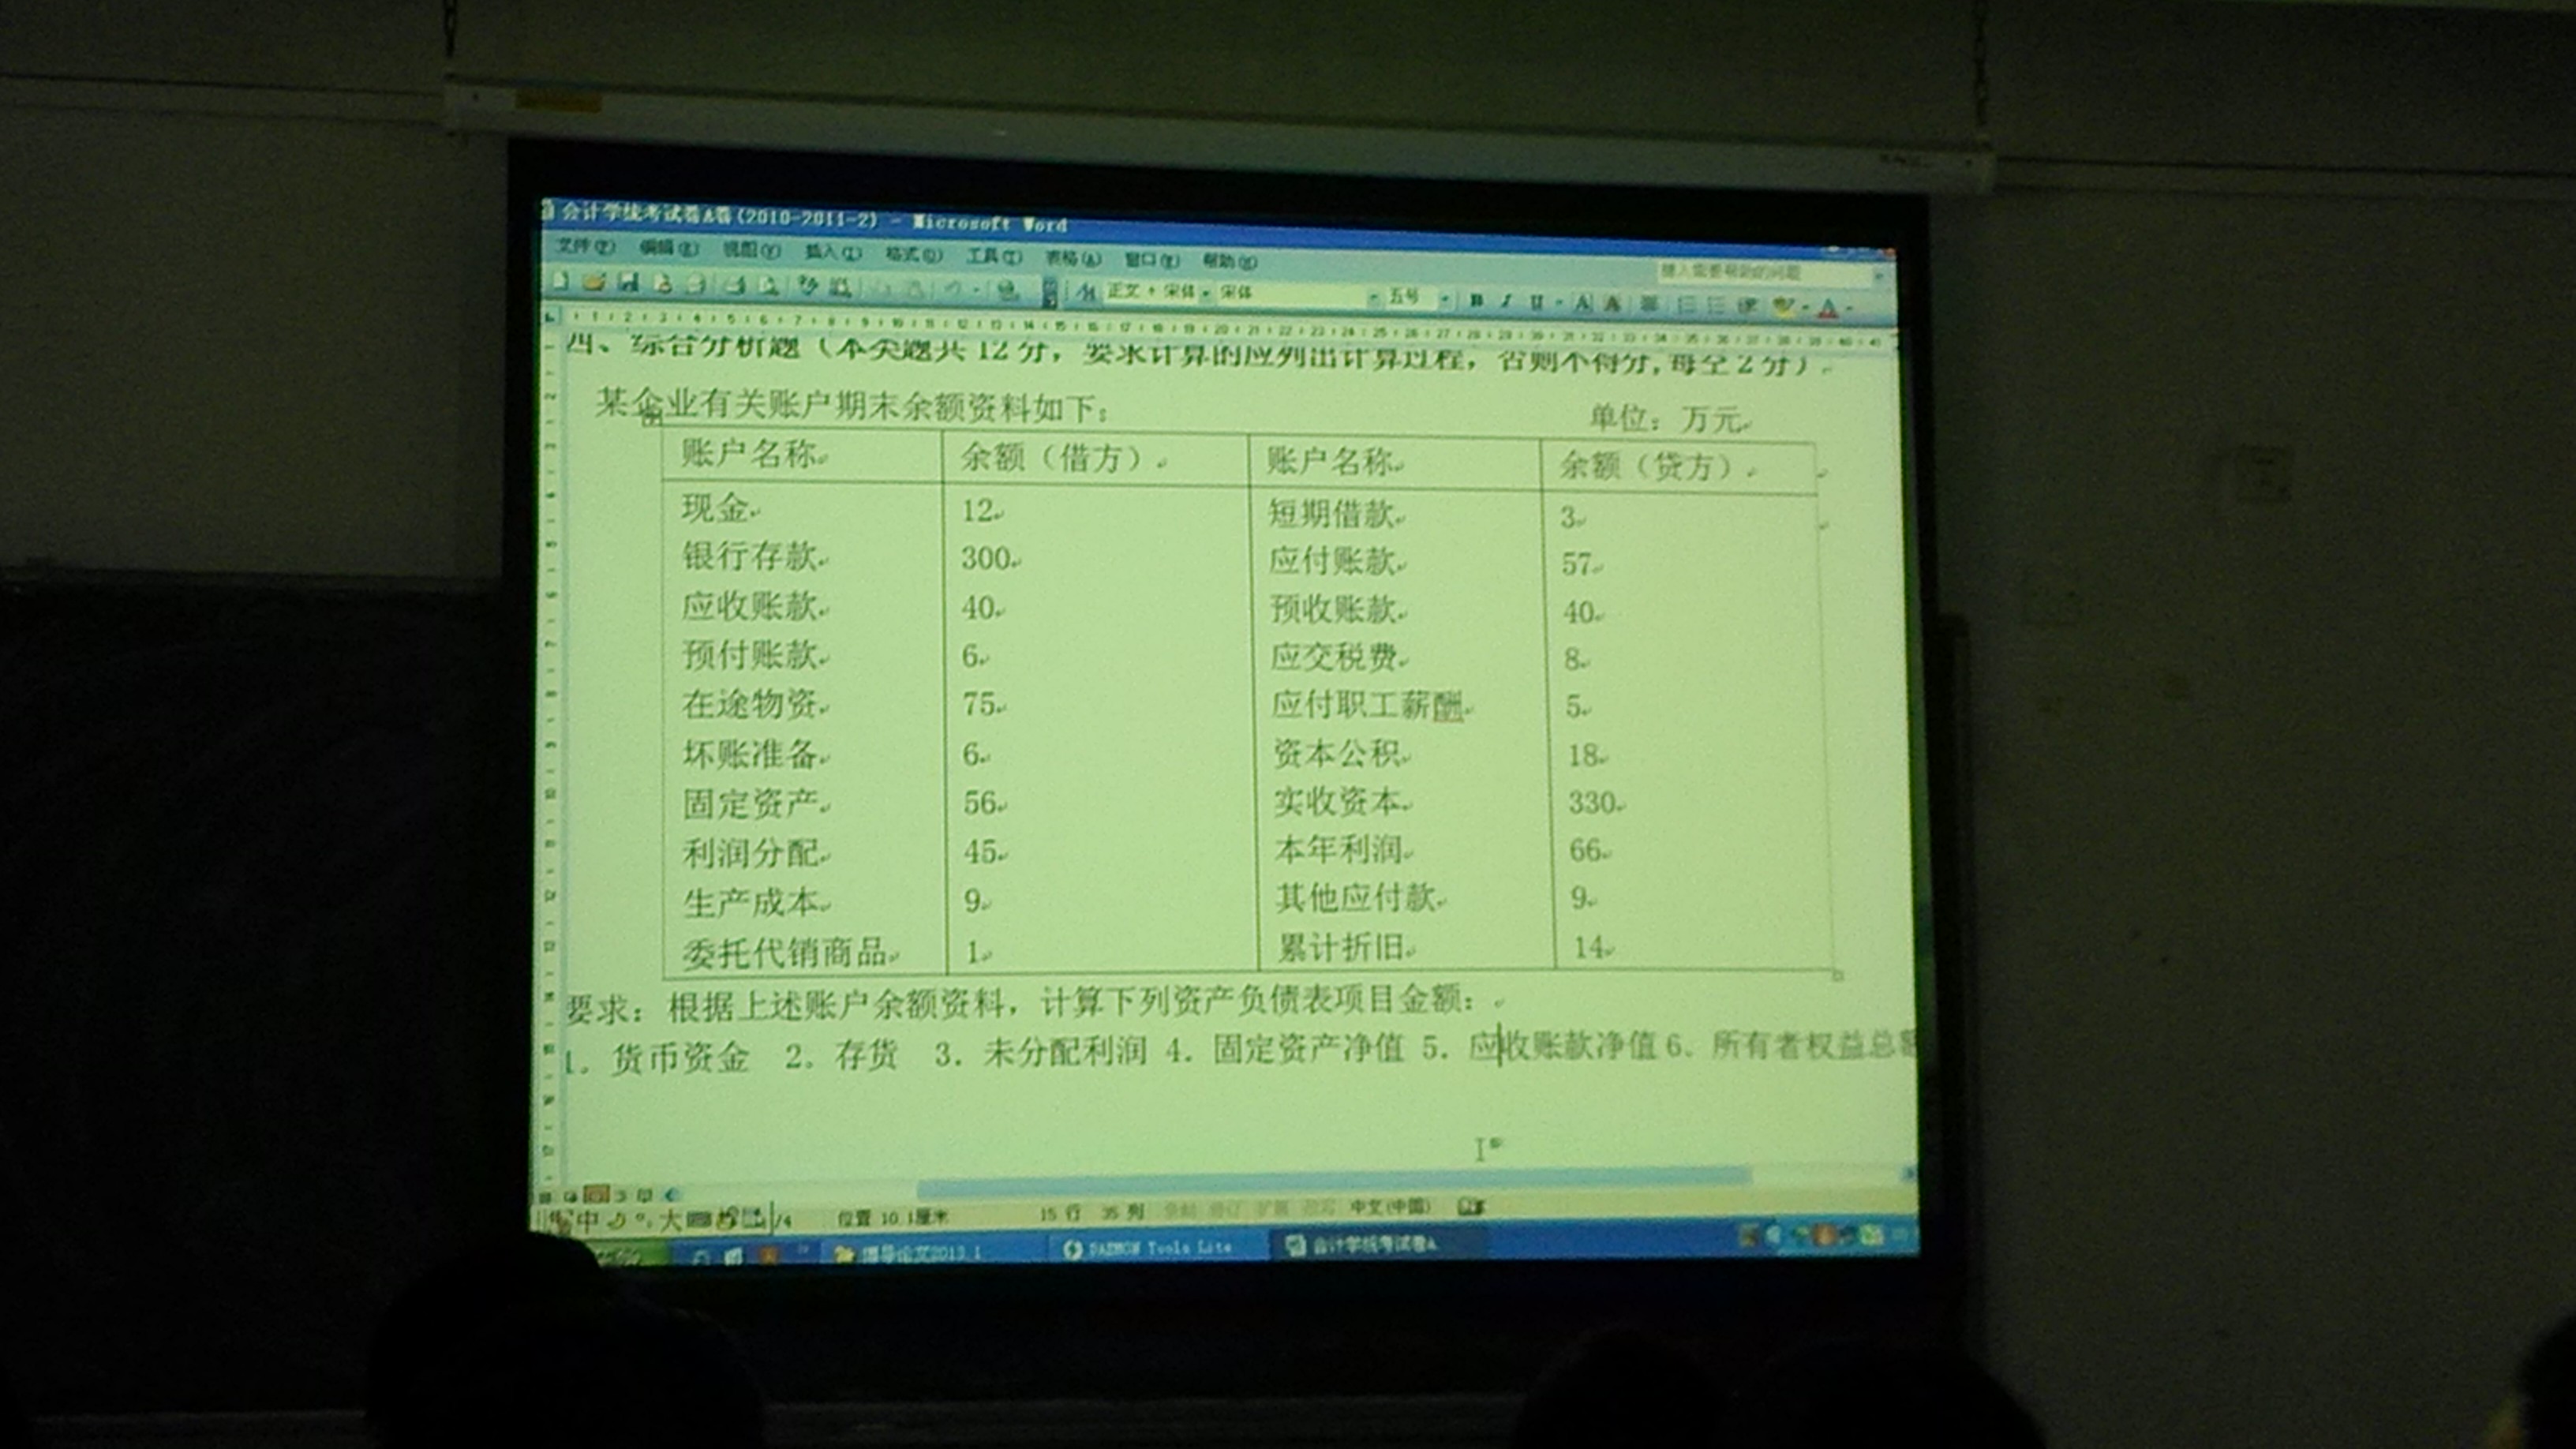 会计学统考试卷A卷(2010-2011-2) - Microsoft Word
文件(F) 编辑(E) 视图(V) 插入(I) 格式(O) 工具(T) 表格(A) 窗口(W) 帮助(H)
键入需要帮助的问题
正文 + 宋体 宋体 五号 B I U A A
四、综合分析题（本类题共 12 分，要求计算的应列出计算过程，否则不得分,每空 2 分）
某企业有关账户期末余额资料如下： 单位：万元
账户名称 余额（借方） 账户名称 余额（贷方）
现金 12 短期借款 3
银行存款 300 应付账款 57
应收账款 40 预收账款 40
预付账款 6 应交税费 8
在途物资 75 应付职工薪酬 5
坏账准备 6 资本公积 18
固定资产 56 实收资本 330
利润分配 45 本年利润 66
生产成本 9 其他应付款 9
委托代销商品 1 累计折旧 14
要求：根据上述账户余额资料，计算下列资产负债表项目金额：
1. 货币资金 2. 存货 3. 未分配利润 4. 固定资产净值 5. 应收账款净值 6、所有者权益总额
中 大 /4 位置 10.1厘米 15 行 35 列 录制 修订 扩展 改写 中文(中国)
DAEMON Tools Lite 会计学统考试卷A